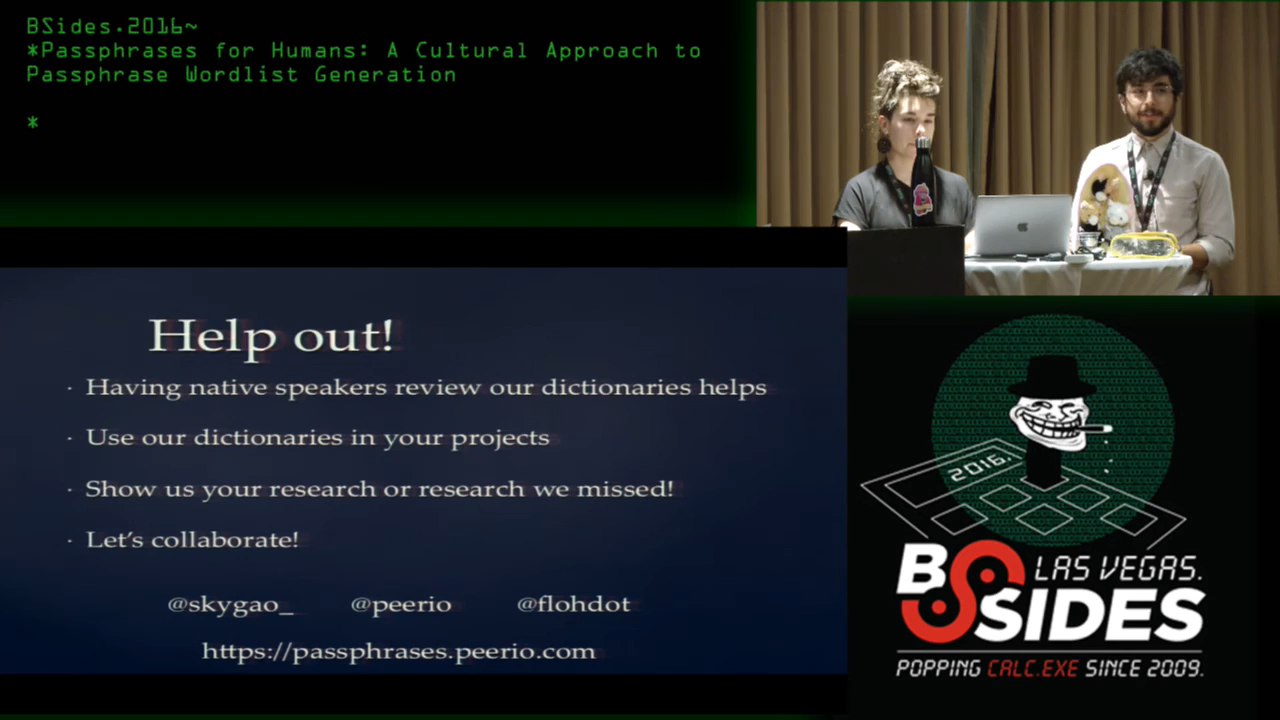 BSides.2016~
*Passphrases for Humans: A Cultural Approach to
Passphrase Wordlist Generation
*
Help out!
· Having native speakers review our dictionaries helps
· Use our dictionaries in your projects
· Show us your research or research we missed!
· Let's collaborate!
@skygao_ @peerio @flohdot
https://passphrases.peerio.com
2016.
BSIDES
LAS VEGAS.
POPPING CALC.EXE SINCE 2009.